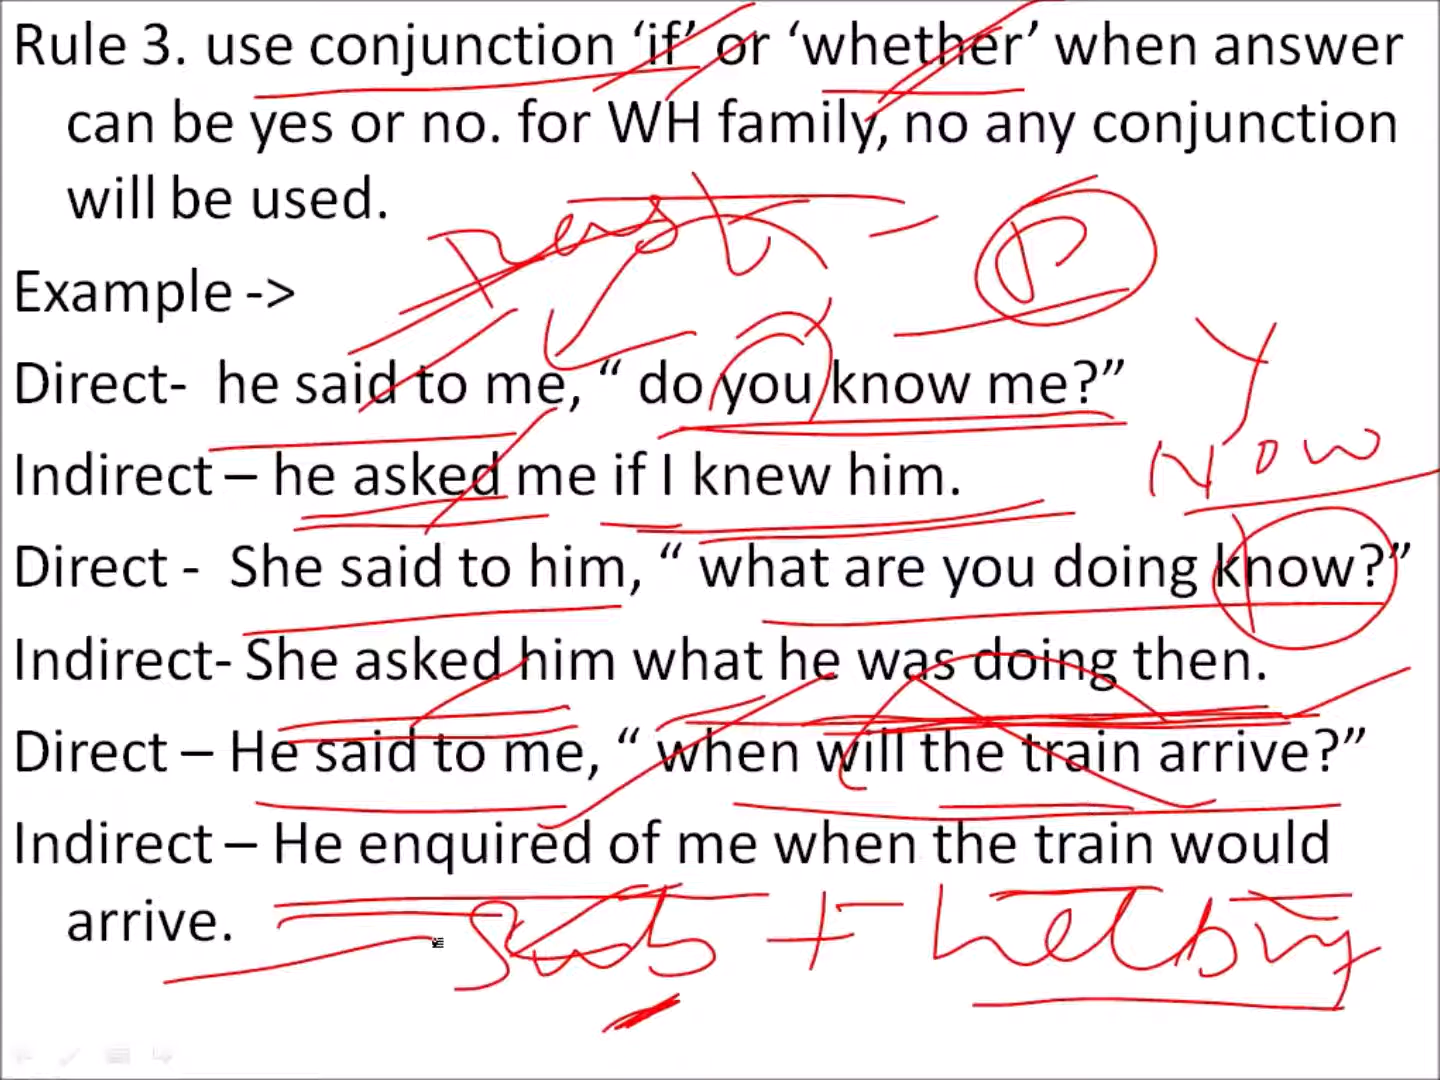 Rule 3. use conjunction ‘if’ or ‘whether’ when answer
can be yes or no. for WH family, no any conjunction
will be used.
past - P
Example ->
Direct-  he said to me, “ do you know me?”
Y
Now
Indirect – he asked me if I knew him.
Direct -  She said to him, “ what are you doing know?”
Indirect- She asked him what he was doing then.
Direct – He said to me, “ when will the train arrive?”
Indirect – He enquired of me when the train would
arrive.
sub +